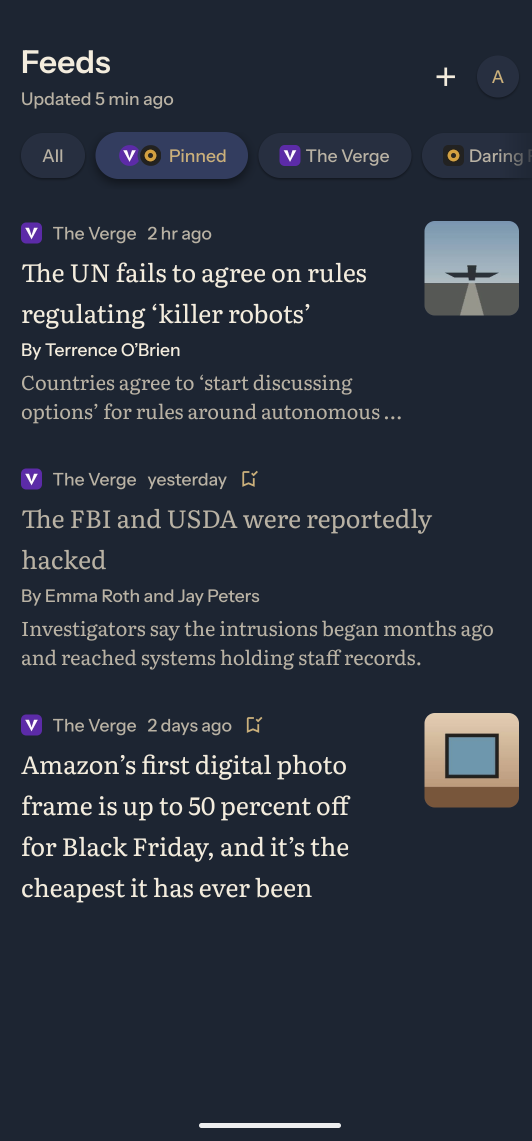 Feeds
Updated 5 min ago
A
All
V Pinned
V The Verge
Daring
V The Verge 2 hr ago
The UN fails to agree on rules
regulating ‘killer robots’
By Terrence O’Brien
Countries agree to ‘start discussing
options’ for rules around autonomous …
V The Verge yesterday
The FBI and USDA were reportedly
hacked
By Emma Roth and Jay Peters
Investigators say the intrusions began months ago
and reached systems holding staff records.
V The Verge 2 days ago
Amazon’s first digital photo
frame is up to 50 percent off
for Black Friday, and it’s the
cheapest it has ever been